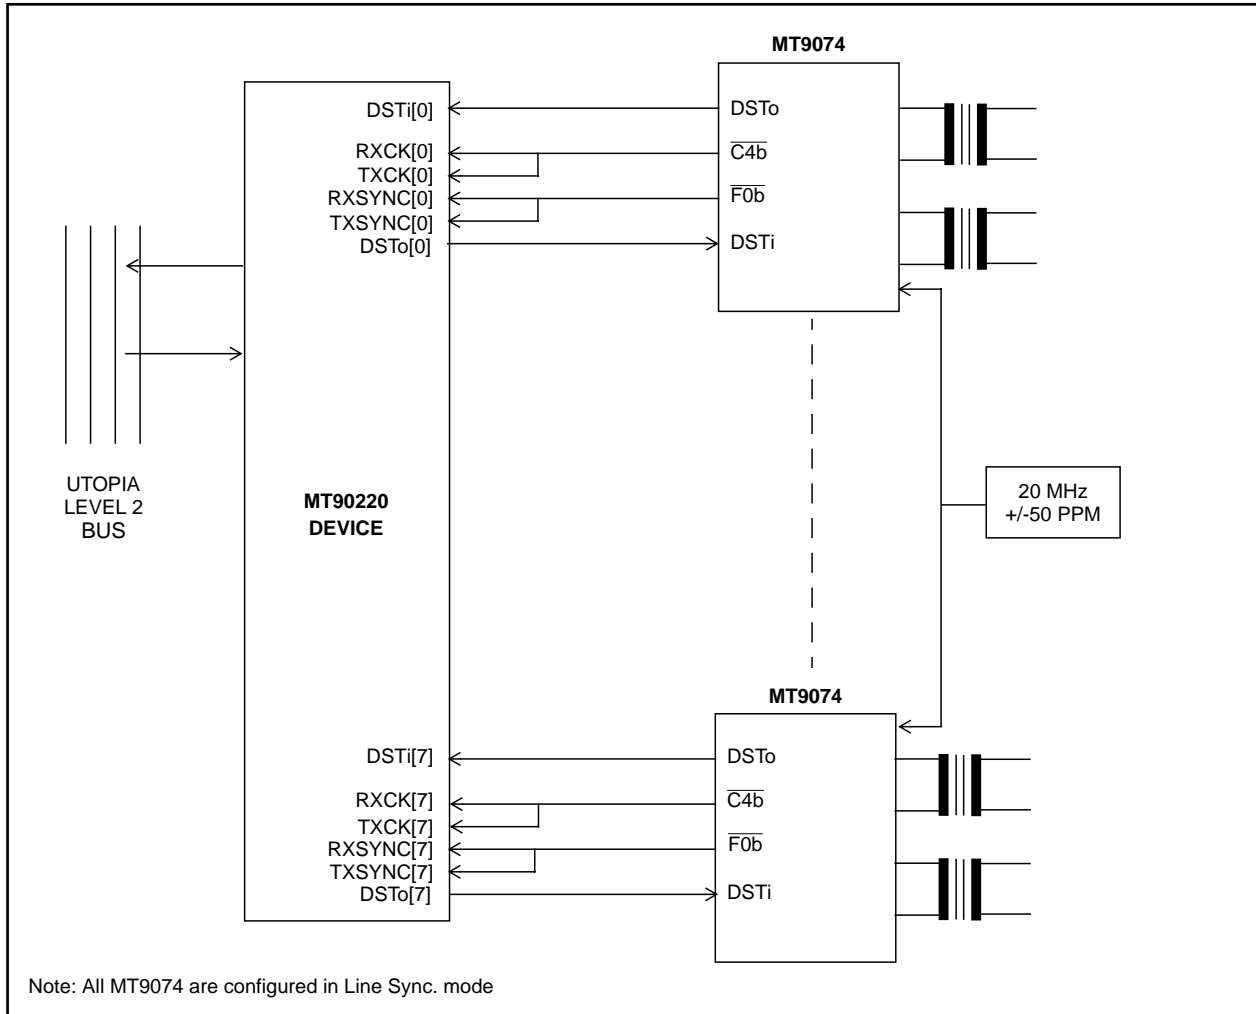 MT9074
DSTi[0]
RXCK[0]
TXCK[0]
RXSYNC[0]
TXSYNC[0]
DSTo[0]
DSTo
C4b
F0b
DSTi
UTOPIA
LEVEL 2
BUS
MT90220
DEVICE
20 MHz
+/-50 PPM
MT9074
DSTi[7]
RXCK[7]
TXCK[7]
RXSYNC[7]
TXSYNC[7]
DSTo[7]
DSTo
C4b
F0b
DSTi
Note: All MT9074 are configured in Line Sync. mode